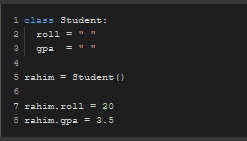 1 class Student:
2 roll = " "
3 gpa = " "
4
5 rahim = Student()
6
7 rahim.roll = 20
8 rahim.gpa = 3.5